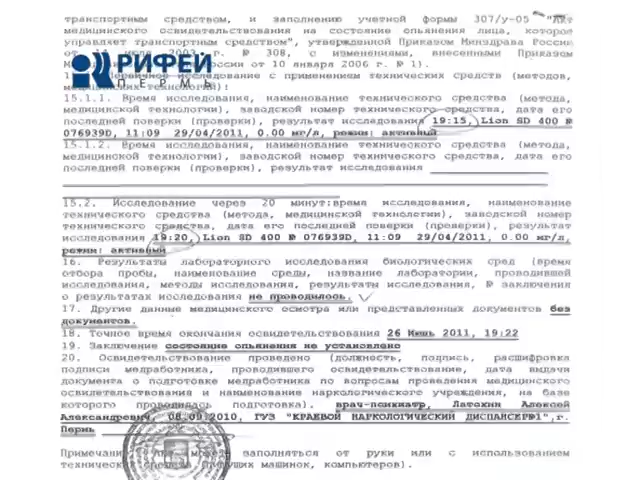 транспортным средством, и заполнению учетной формы 307/у-05 "Акт
медицинского освидетельствования на состояние опьянения лица, которое
управляет транспортным средством", утвержденной Приказом Минздрава России
от 14 июля 2003 г. № 308, с изменениями, внесенными Приказом
России от 10 января 2006 г. № 1).
РИФЕЙ
ПЕРМЬ
исследование с применением технических средств (методов,
медицинских технологий):
15.1.1. Время исследования, наименование технического средства (метода,
медицинской технологии), заводской номер технического средства, дата его
последней поверки (проверки), результат исследования 19:15, Lion SD 400 №
076939D, 11:09 29/04/2011, 0.00 мг/л, режим: активный
15.1.2. Время исследования, наименование технического средства (метода,
медицинской технологии), заводской номер технического средства, дата его
последней поверки (проверки), результат исследования
15.2. Исследование через 20 минут:время исследования, наименование
технического средства (метода, медицинской технологии), заводской номер
технического средства, дата его последней поверки (проверки), результат
исследования 19:20, Lion SD 400 № 076939D, 11:09 29/04/2011, 0.00 мг/л,
режим: активный
16. Результаты лабораторного исследования биологических сред (время
отбора пробы, наименование среды, название лаборатории, проводившей
исследования, методы исследования, результаты исследования, № заключения
о результатах исследования не проводилось.
17. Другие данные медицинского осмотра или представленных документов без
документов.
18. Точное время окончания освидетельствования 26 Июнь 2011, 19:22
19. Заключение состояние опьянения не установлено
20. Освидетельствование проведено (должность, подпись, расшифровка
подписи медработника, проводившего освидетельствование, дата выдачи
документа о подготовке медработника по вопросам проведения медицинского
освидетельствования и наименование наркологического учреждения, на базе
которого проводилась подготовка). врач-психиатр, Латохин Алексей
Александрович, 08.09.2010, ГУЗ "КРАЕВОЙ НАРКОЛОГИЧЕСКИЙ ДИСПАНСЕР№1",г.
Пермь
Примечание. Акт может заполняться от руки или с использованием
технических средств (пишущих машинок, компьютеров).